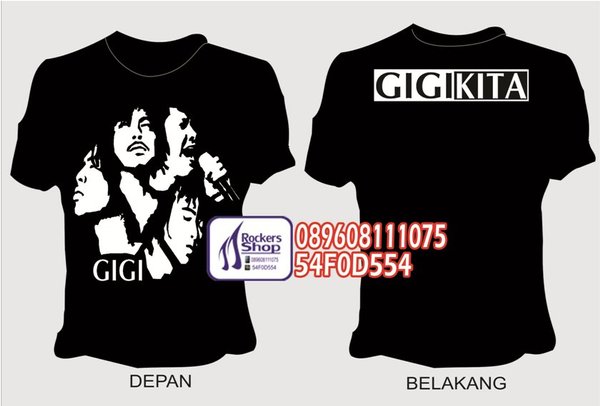 GIGI
GIGIKITA
Rockers
Shop
089608111075
54F0D554
089608111075
54F0D554
DEPAN
BELAKANG